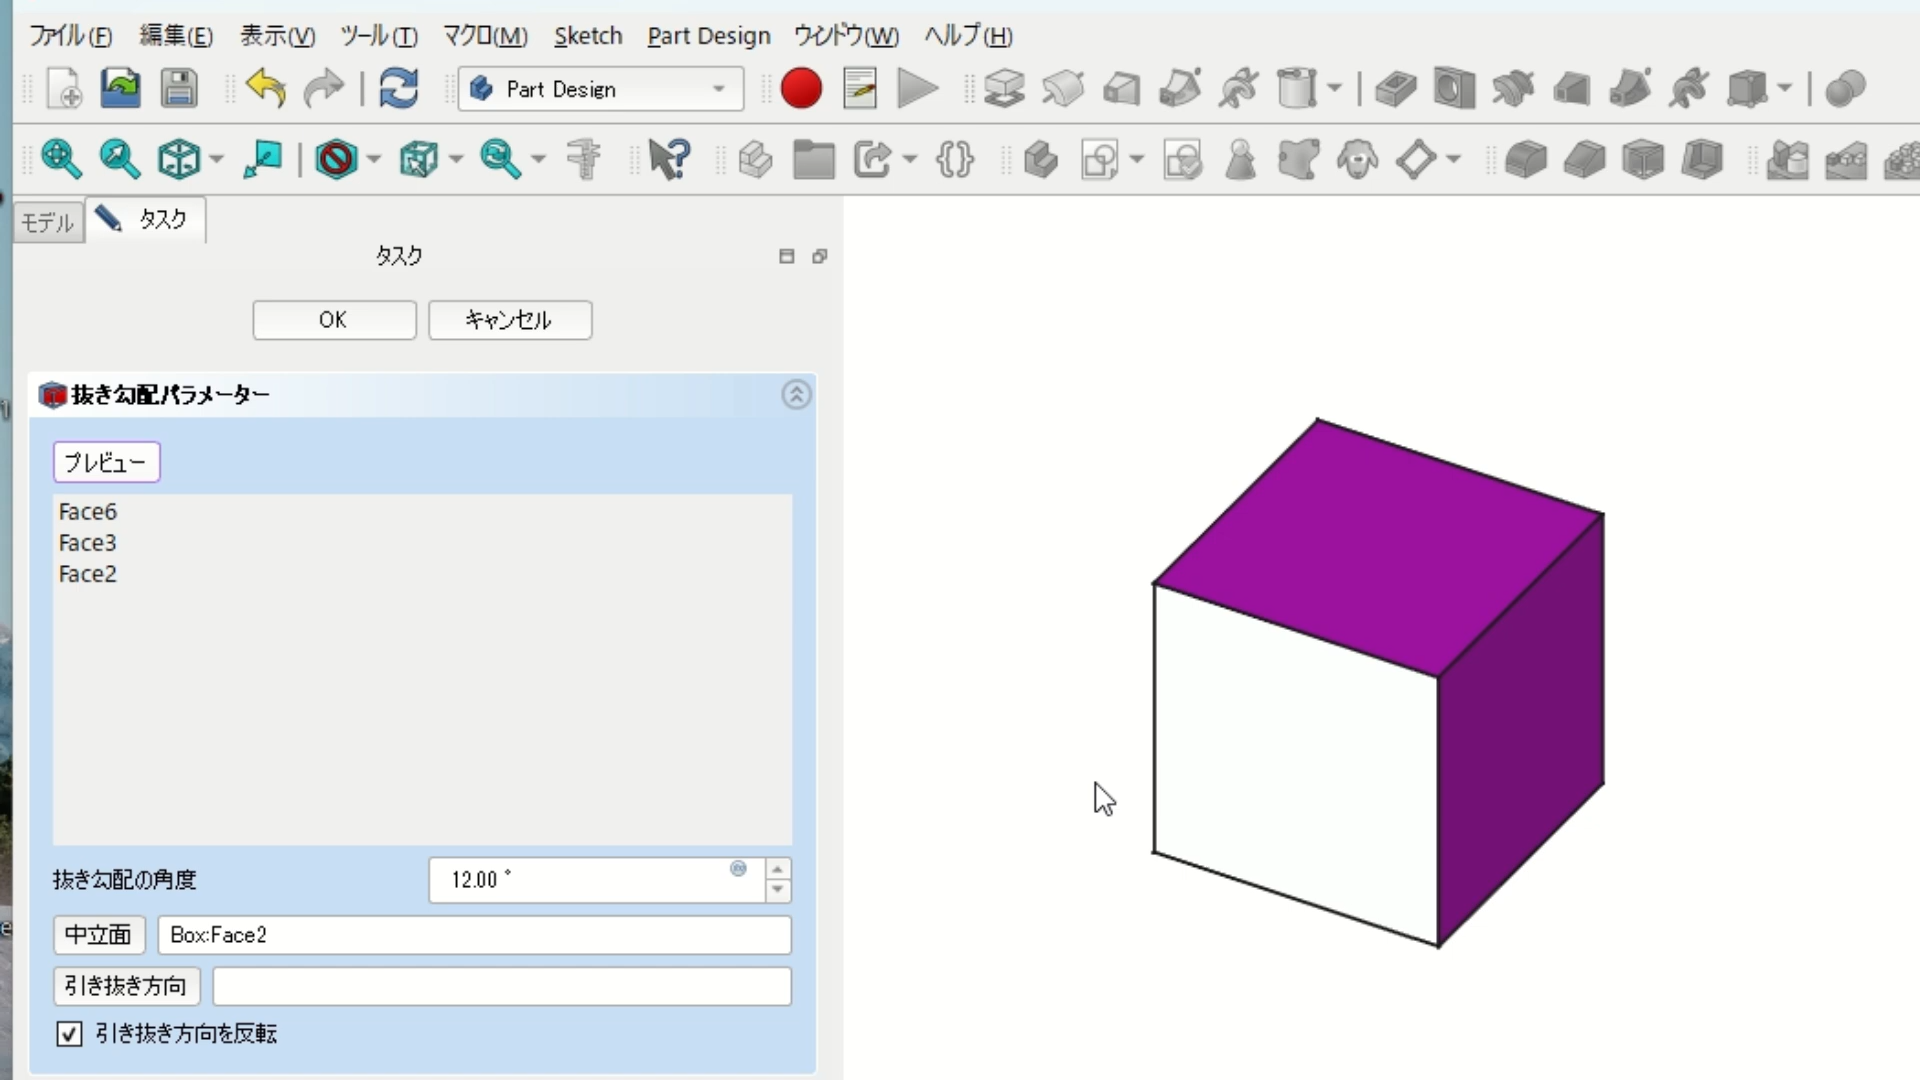 ファイル(F) 編集(E) 表示(V) ツール(T) マクロ(M) Sketch Part Design ウィンドウ(W) ヘルプ(H)
Part Design
モデル タスク
タスク
OK キャンセル
抜き勾配パラメーター
プレビュー
Face6
Face3
Face2
抜き勾配の角度 12.00 °
中立面 Box:Face2
引き抜き方向
引き抜き方向を反転